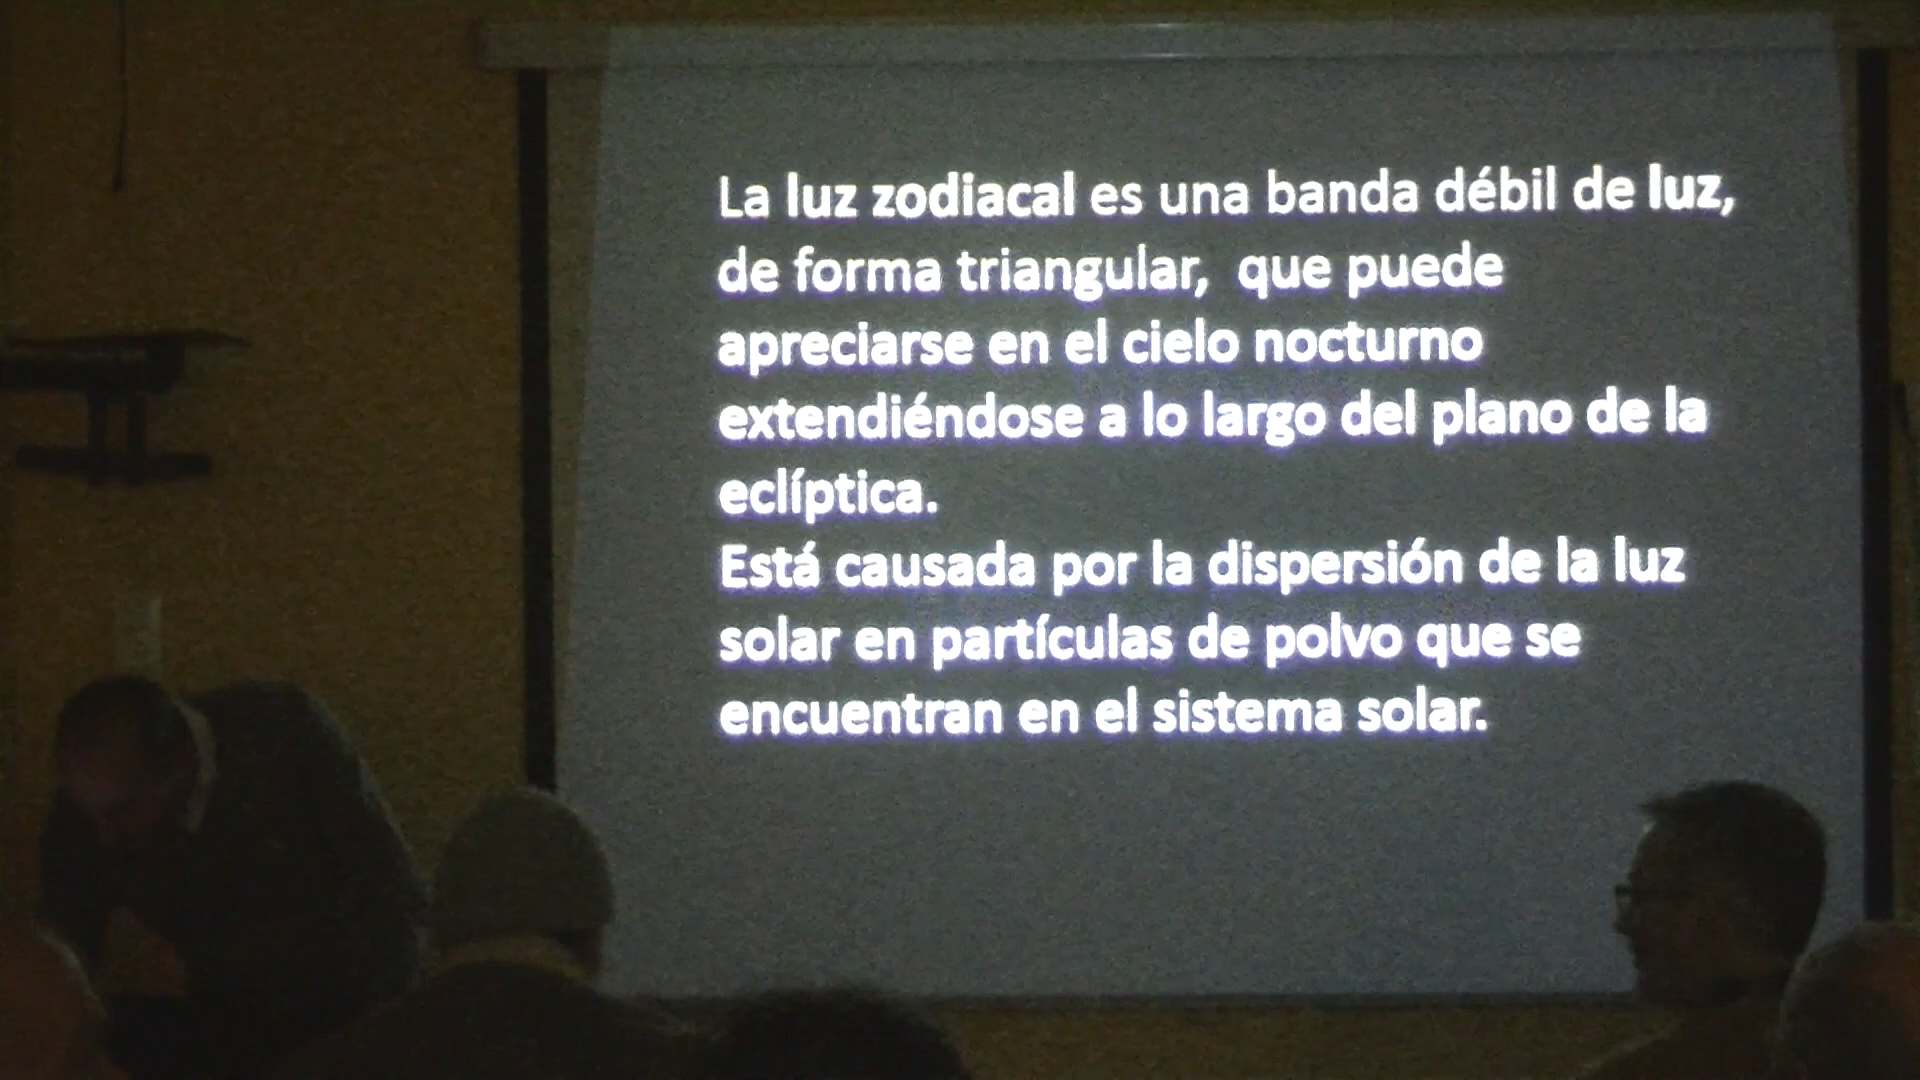 La luz zodiacal es una banda débil de luz,
de forma triangular,  que puede
apreciarse en el cielo nocturno
extendiéndose a lo largo del plano de la
eclíptica.
Está causada por la dispersión de la luz
solar en partículas de polvo que se
encuentran en el sistema solar.